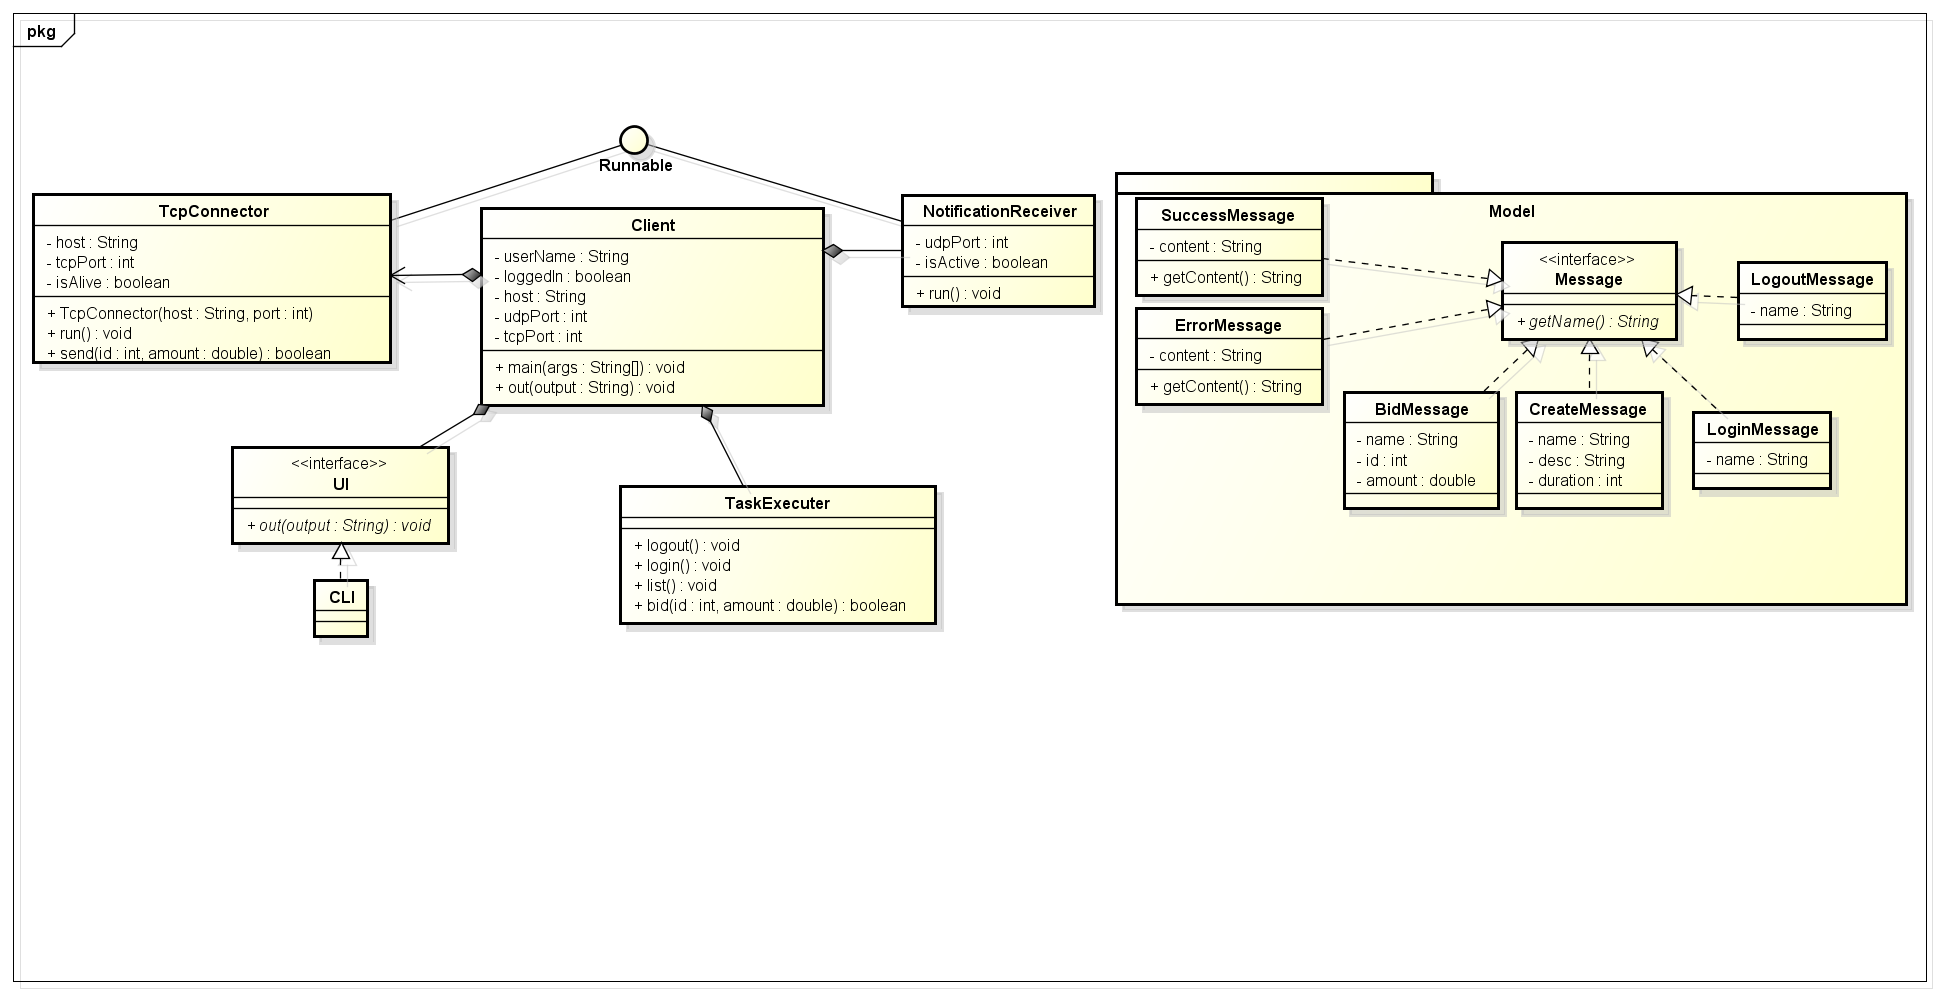 pkg
Runnable
TcpConnector
- host : String
- tcpPort : int
- isAlive : boolean
+ TcpConnector(host : String, port : int)
+ run() : void
+ send(id : int, amount : double) : boolean
Client
- userName : String
- loggedIn : boolean
- host : String
- udpPort : int
- tcpPort : int
+ main(args : String[]) : void
+ out(output : String) : void
NotificationReceiver
- udpPort : int
- isActive : boolean
+ run() : void
<<interface>>
UI
+ out(output : String) : void
CLI
TaskExecuter
+ logout() : void
+ login() : void
+ list() : void
+ bid(id : int, amount : double) : boolean
Model
SuccessMessage
- content : String
+ getContent() : String
ErrorMessage
- content : String
+ getContent() : String
<<interface>>
Message
+ getName() : String
LogoutMessage
- name : String
BidMessage
- name : String
- id : int
- amount : double
CreateMessage
- name : String
- desc : String
- duration : int
LoginMessage
- name : String